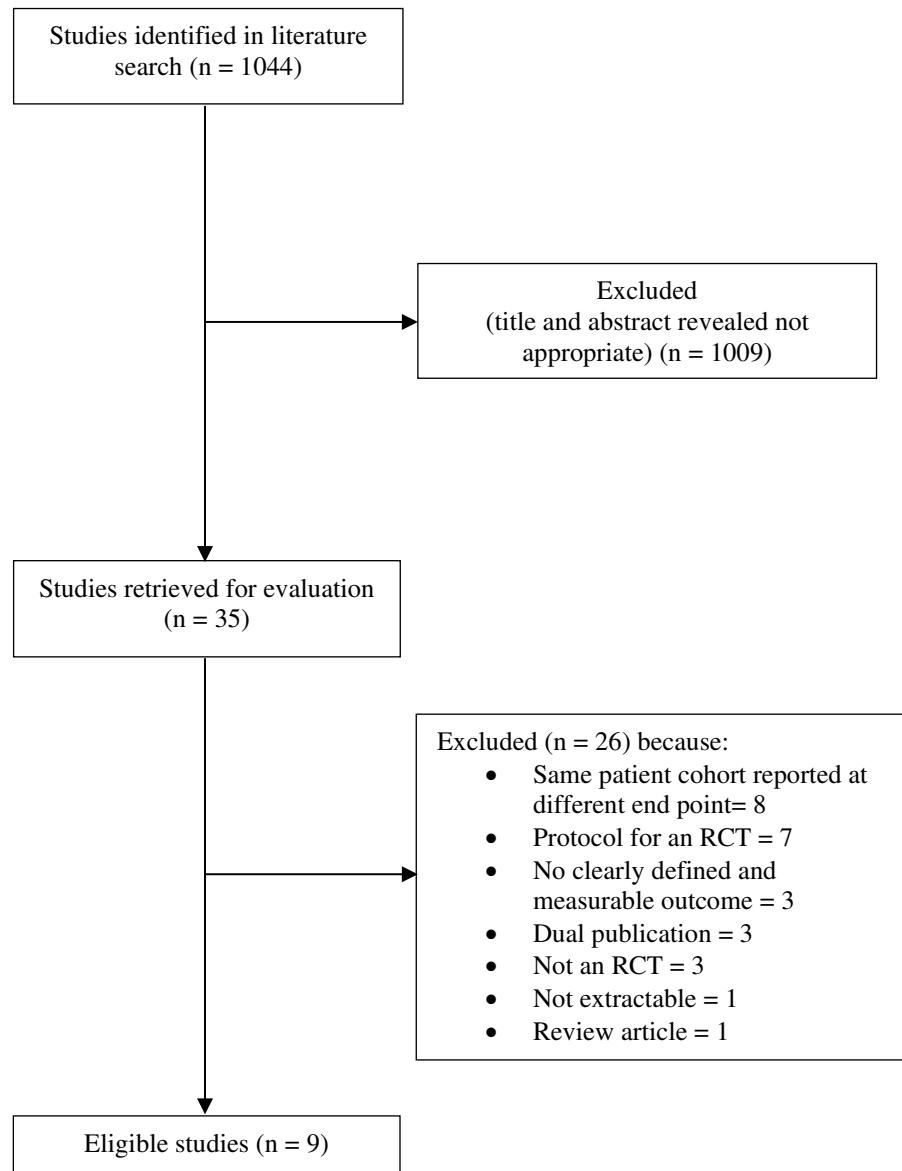 Studies identified in literature
search (n = 1044)
Excluded
(title and abstract revealed not
appropriate) (n = 1009)
Studies retrieved for evaluation
(n = 35)
Excluded (n = 26) because:
• Same patient cohort reported at
different end point= 8
• Protocol for an RCT = 7
• No clearly defined and
measurable outcome = 3
• Dual publication = 3
• Not an RCT = 3
• Not extractable = 1
• Review article = 1
Eligible studies (n = 9)